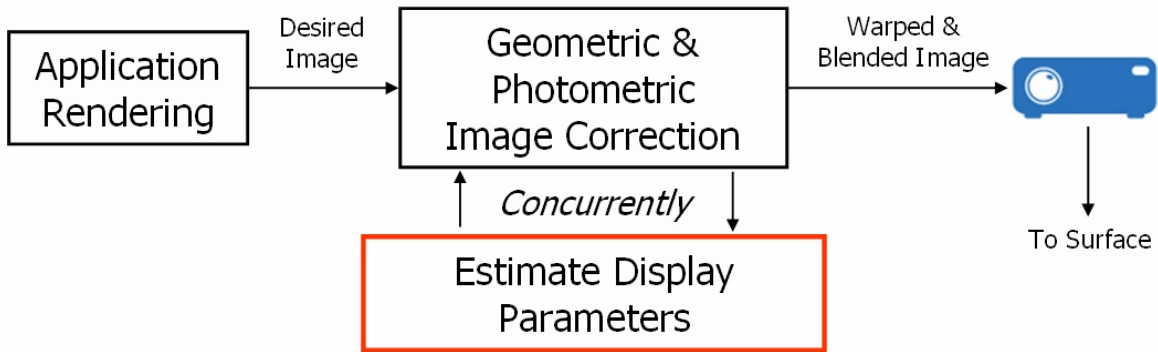 Application
Rendering
Desired
Image
Geometric &
Photometric
Image Correction
Warped &
Blended Image
Concurrently
Estimate Display
Parameters
To Surface